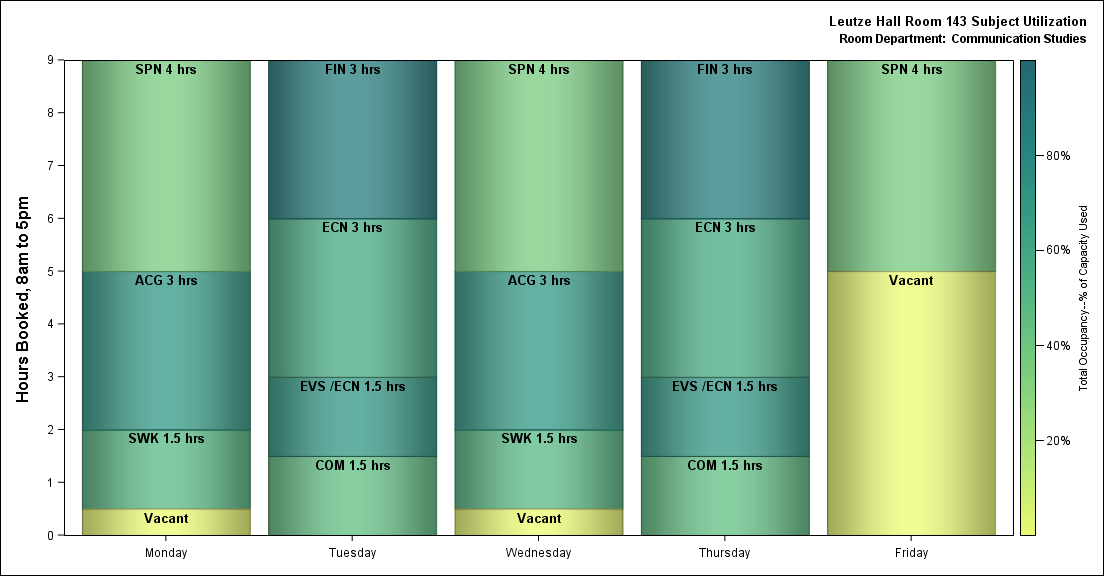 Leutze Hall Room 143 Subject Utilization
Room Department: Communication Studies
Hours Booked, 8am to 5pm
9
8
7
6
5
4
3
2
1
0
SPN 4 hrs
ACG 3 hrs
SWK 1.5 hrs
Vacant
Monday
FIN 3 hrs
ECN 3 hrs
EVS /ECN 1.5 hrs
COM 1.5 hrs
Tuesday
SPN 4 hrs
ACG 3 hrs
SWK 1.5 hrs
Vacant
Wednesday
FIN 3 hrs
ECN 3 hrs
EVS /ECN 1.5 hrs
COM 1.5 hrs
Thursday
SPN 4 hrs
Vacant
Friday
80%
60%
40%
20%
Total Occupancy--% of Capacity Used